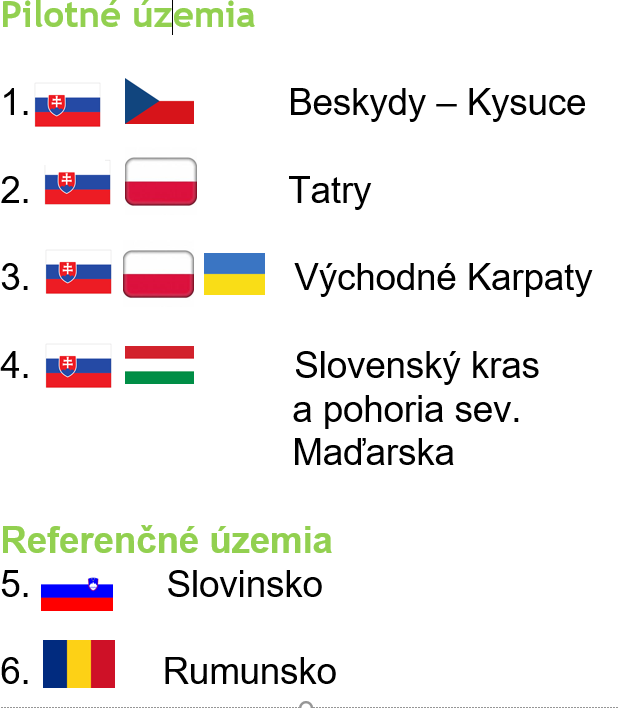 Pilotné územia
1. Beskydy – Kysuce
2. Tatry
3. Východné Karpaty
4. Slovenský kras
a pohoria sev.
Maďarska
Referenčné územia
5. Slovinsko
6. Rumunsko